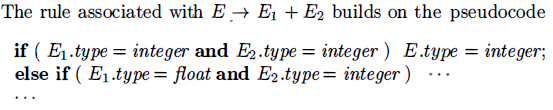 The rule associated with E → E₁ + E₂ builds on the pseudocode
if ( E₁.type = integer and E₂.type = integer ) E.type = integer;
else if ( E₁.type = float and E₂.type = integer ) ···
...